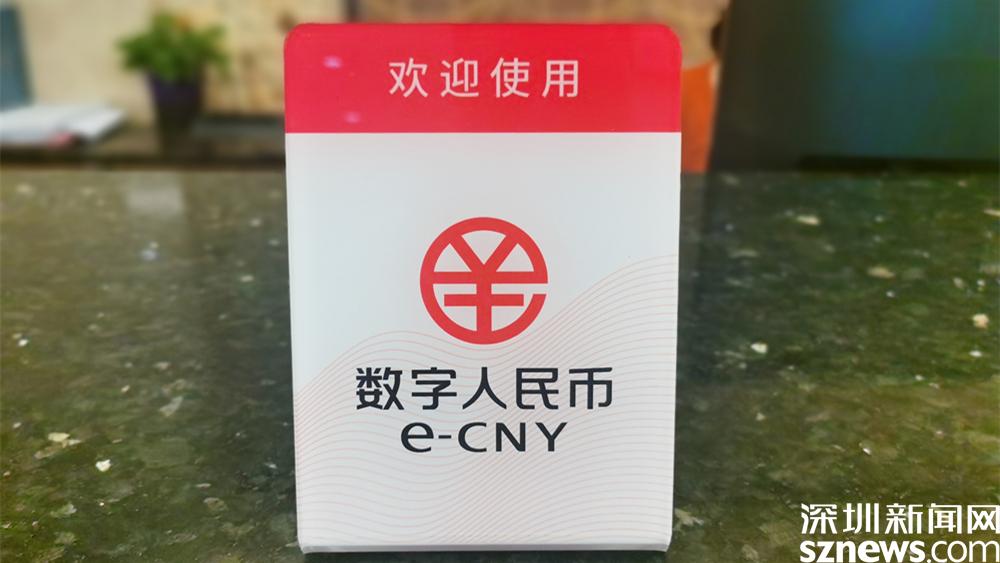 欢迎使用
数字人民币
e-CNY
深圳新闻网
sznews.com